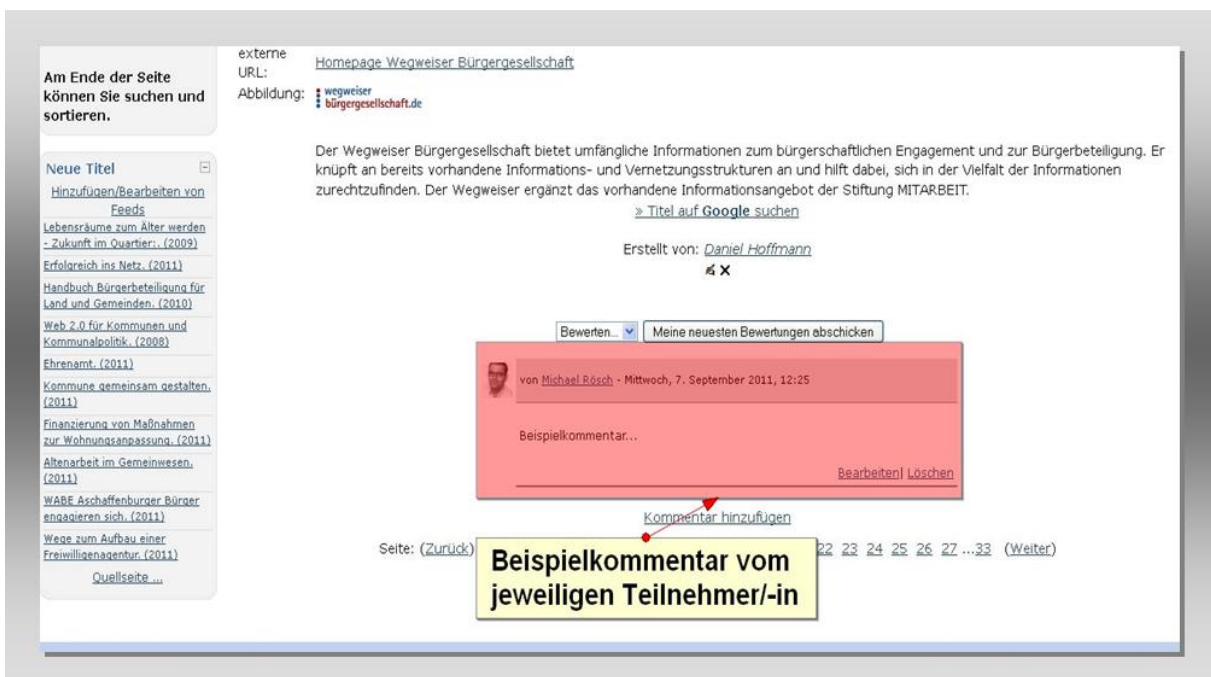 Am Ende der Seite
können Sie suchen und
sortieren.
Neue Titel
Hinzufügen/Bearbeiten von
Feeds
Lebensräume zum Älter werden
- Zukunft im Quartier:. (2009)
Erfolgreich ins Netz. (2011)
Handbuch Bürgerbeteiligung für
Land und Gemeinden. (2010)
Web 2.0 für Kommunen und
Kommunalpolitik. (2008)
Ehrenamt. (2011)
Kommune gemeinsam gestalten.
(2011)
Finanzierung von Maßnahmen
zur Wohnungsanpassung. (2011)
Altenarbeit im Gemeinwesen.
(2011)
WABE Aschaffenburger Bürger
engagieren sich. (2011)
Wege zum Aufbau einer
Freiwilligenagentur. (2011)
Quellseite ...
externe
URL:
Homepage Wegweiser Bürgergesellschaft
Abbildung:
wegweiser
bürgergesellschaft.de
Der Wegweiser Bürgergesellschaft bietet umfängliche Informationen zum bürgerschaftlichen Engagement und zur Bürgerbeteiligung. Er
knüpft an bereits vorhandene Informations- und Vernetzungsstrukturen an und hilft dabei, sich in der Vielfalt der Informationen
zurechtzufinden. Der Wegweiser ergänzt das vorhandene Informationsangebot der Stiftung MITARBEIT.
» Titel auf Google suchen
Erstellt von: Daniel Hoffmann
Bewerten... Meine neuesten Bewertungen abschicken
von Michael Rösch - Mittwoch, 7. September 2011, 12:25
Beispielkommentar...
Bearbeiten| Löschen
Kommentar hinzufügen
Seite: (Zurück) 22 23 24 25 26 27 ...33 (Weiter)
Beispielkommentar vom
jeweiligen Teilnehmer/-in